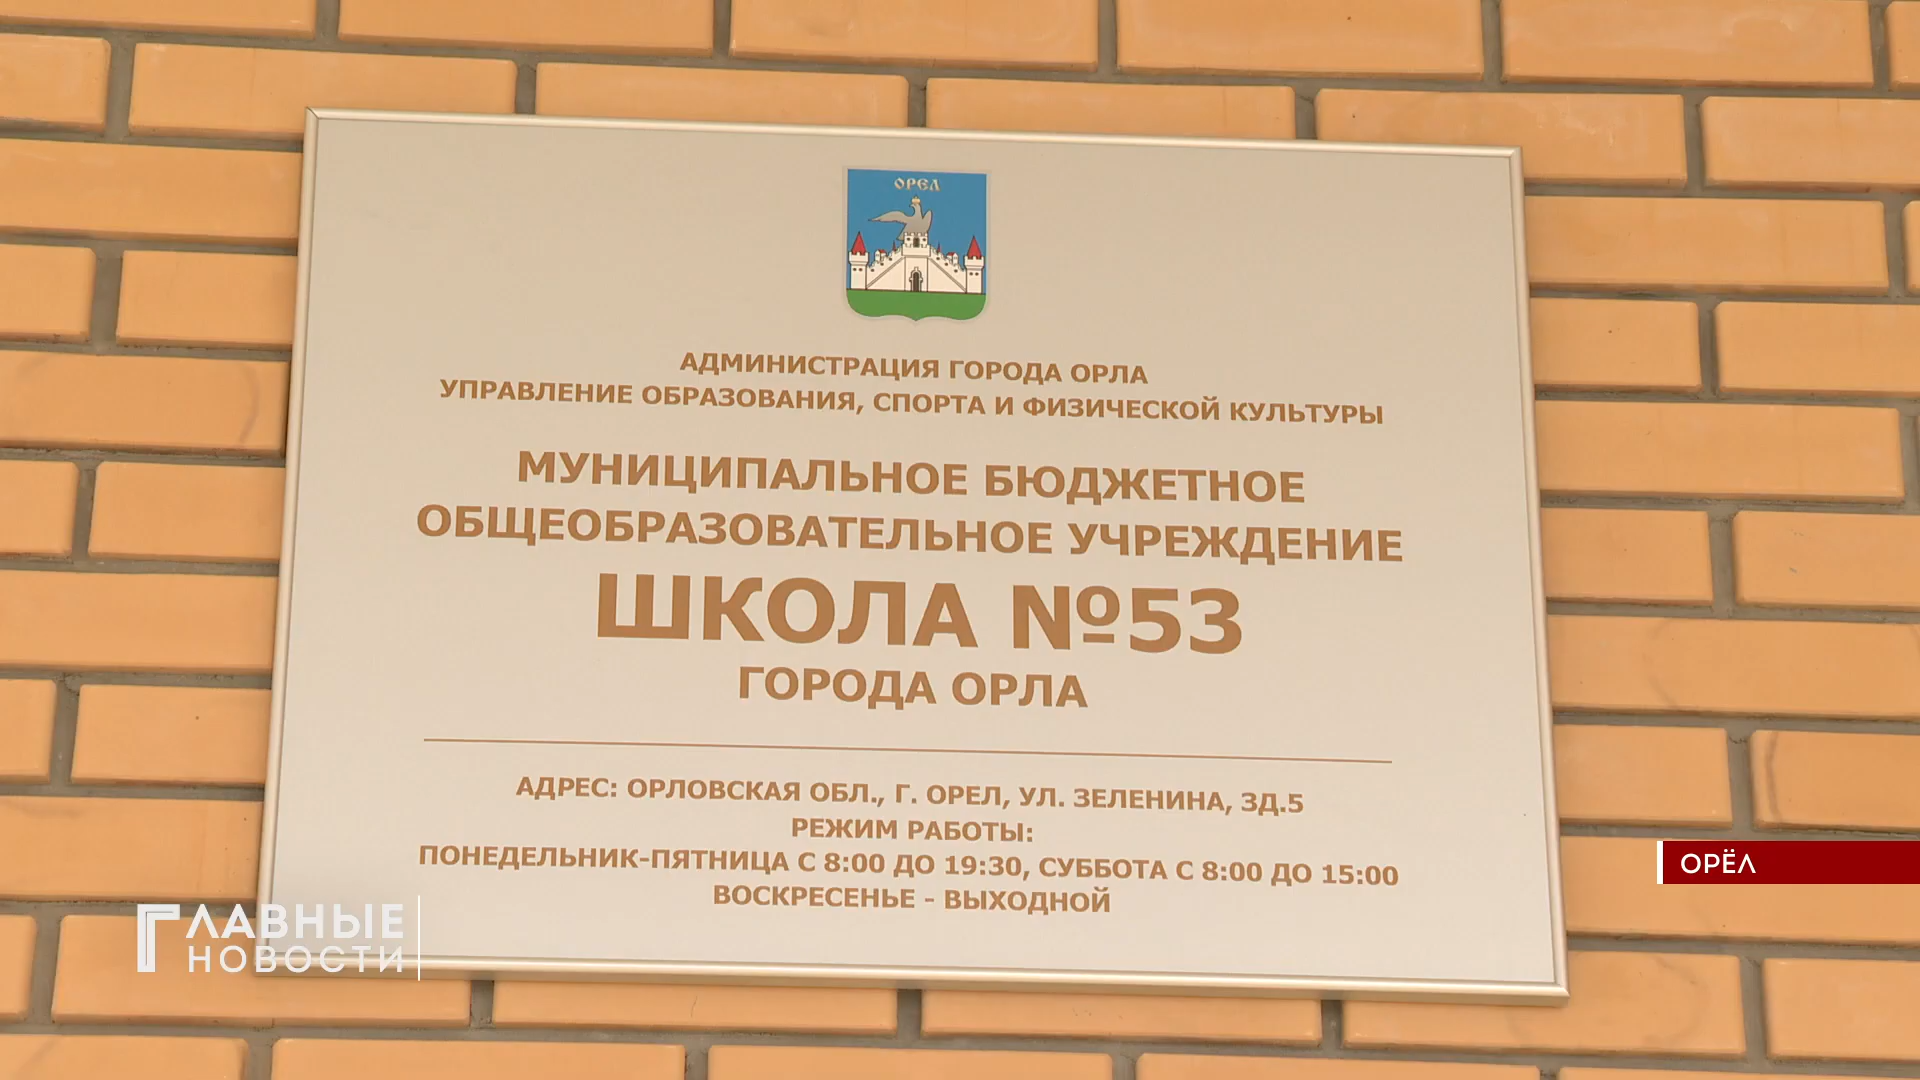 ОРЕЛ
АДМИНИСТРАЦИЯ ГОРОДА ОРЛА
УПРАВЛЕНИЕ ОБРАЗОВАНИЯ, СПОРТА И ФИЗИЧЕСКОЙ КУЛЬТУРЫ
МУНИЦИПАЛЬНОЕ БЮДЖЕТНОЕ
ОБЩЕОБРАЗОВАТЕЛЬНОЕ УЧРЕЖДЕНИЕ
ШКОЛА №53
ГОРОДА ОРЛА
АДРЕС: ОРЛОВСКАЯ ОБЛ., Г. ОРЕЛ, УЛ. ЗЕЛЕНИНА, ЗД.5
РЕЖИМ РАБОТЫ:
ПОНЕДЕЛЬНИК-ПЯТНИЦА С 8:00 ДО 19:30, СУББОТА С 8:00 ДО 15:00
ВОСКРЕСЕНЬЕ - ВЫХОДНОЙ
ОРЁЛ
ГЛАВНЫЕ
НОВОСТИ